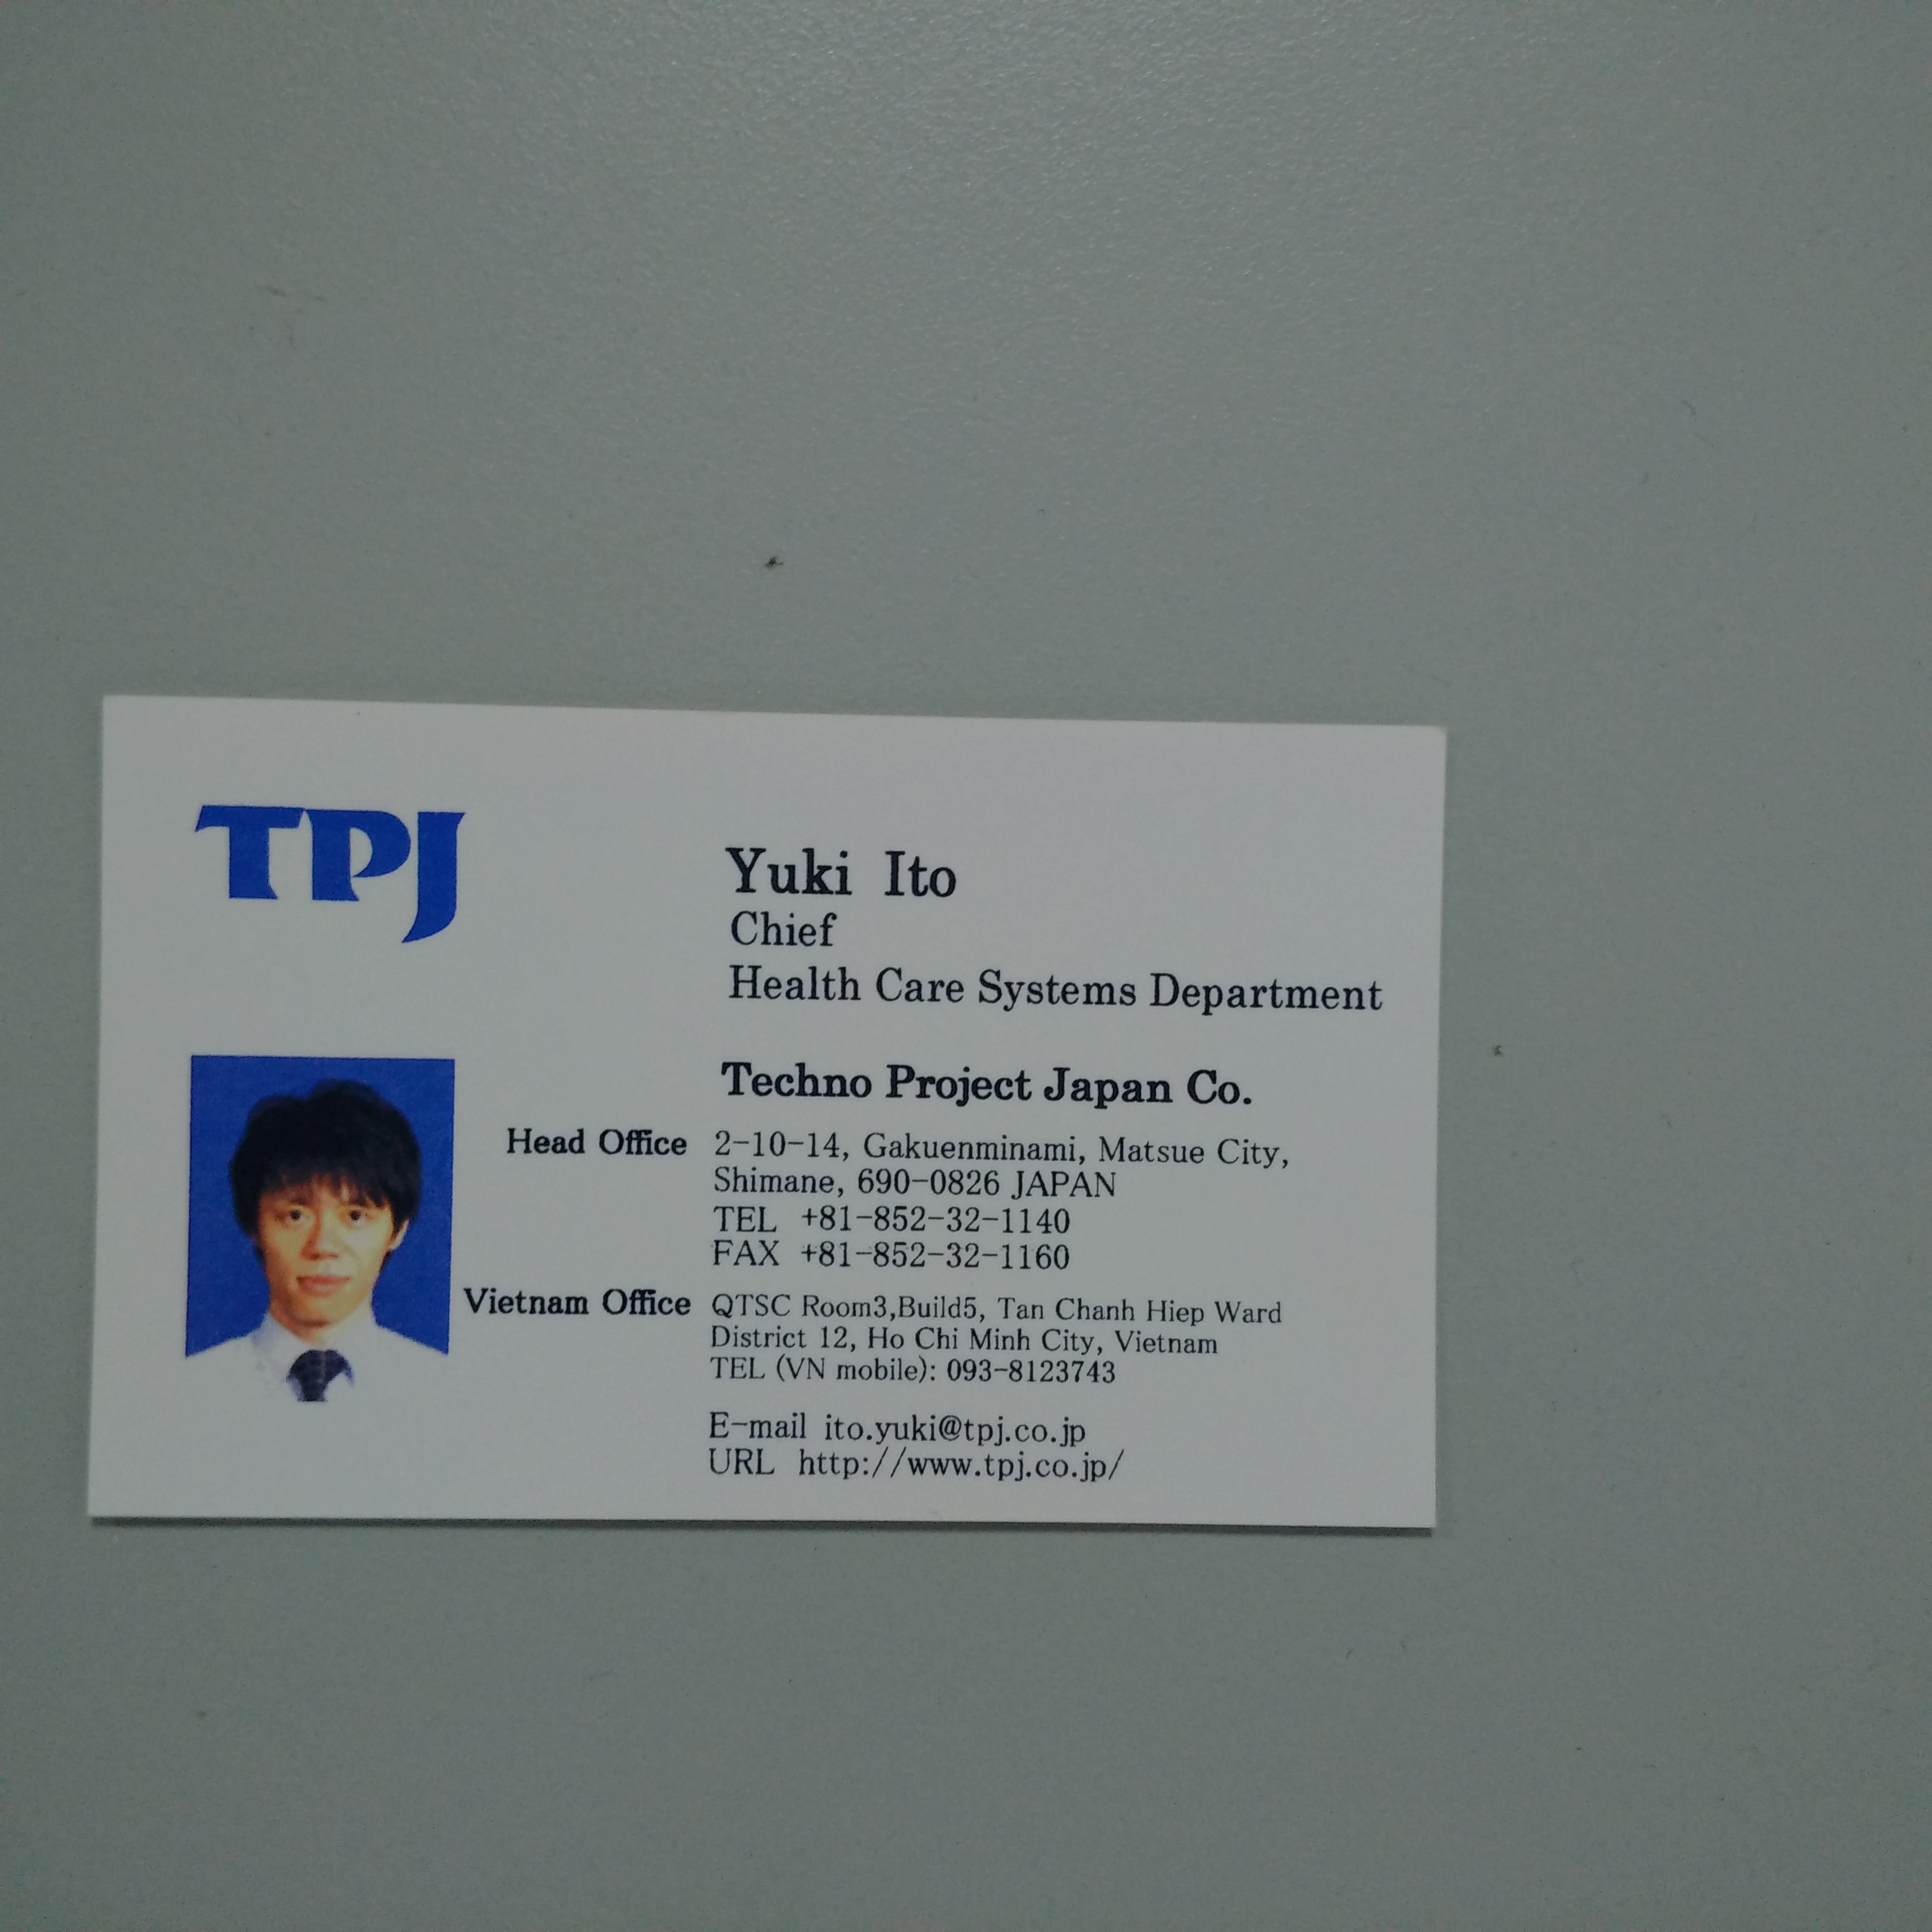 TPJ
Yuki Ito
Chief
Health Care Systems Department
Techno Project Japan Co.
Head Office 2-10-14, Gakuenminami, Matsue City,
Shimane, 690-0826 JAPAN
TEL +81-852-32-1140
FAX +81-852-32-1160
Vietnam Office QTSC Room3,Build5, Tan Chanh Hiep Ward
District 12, Ho Chi Minh City, Vietnam
TEL (VN mobile): 093-8123743
E-mail ito.yuki@tpj.co.jp
URL http://www.tpj.co.jp/